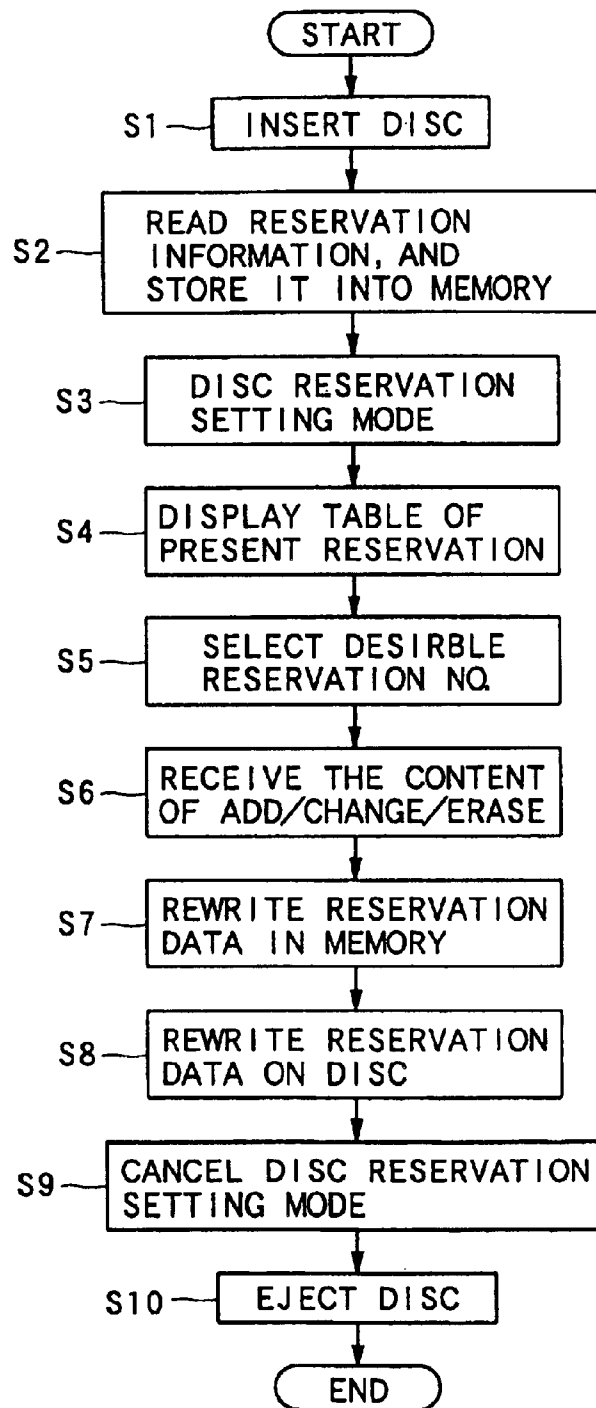 START
S1 INSERT DISC
READ RESERVATION
S2 INFORMATION, AND
STORE IT INTO MEMORY
S3 DISC RESERVATION
SETTING MODE
S4 DISPLAY TABLE OF
PRESENT RESERVATION
S5 SELECT DESIRBLE
RESERVATION NO.
S6 RECEIVE THE CONTENT
OF ADD/CHANGE/ERASE
S7 REWRITE RESERVATION
DATA IN MEMORY
S8 REWRITE RESERVATION
DATA ON DISC
S9 CANCEL DISC RESERVATION
SETTING MODE
S10 EJECT DISC
END